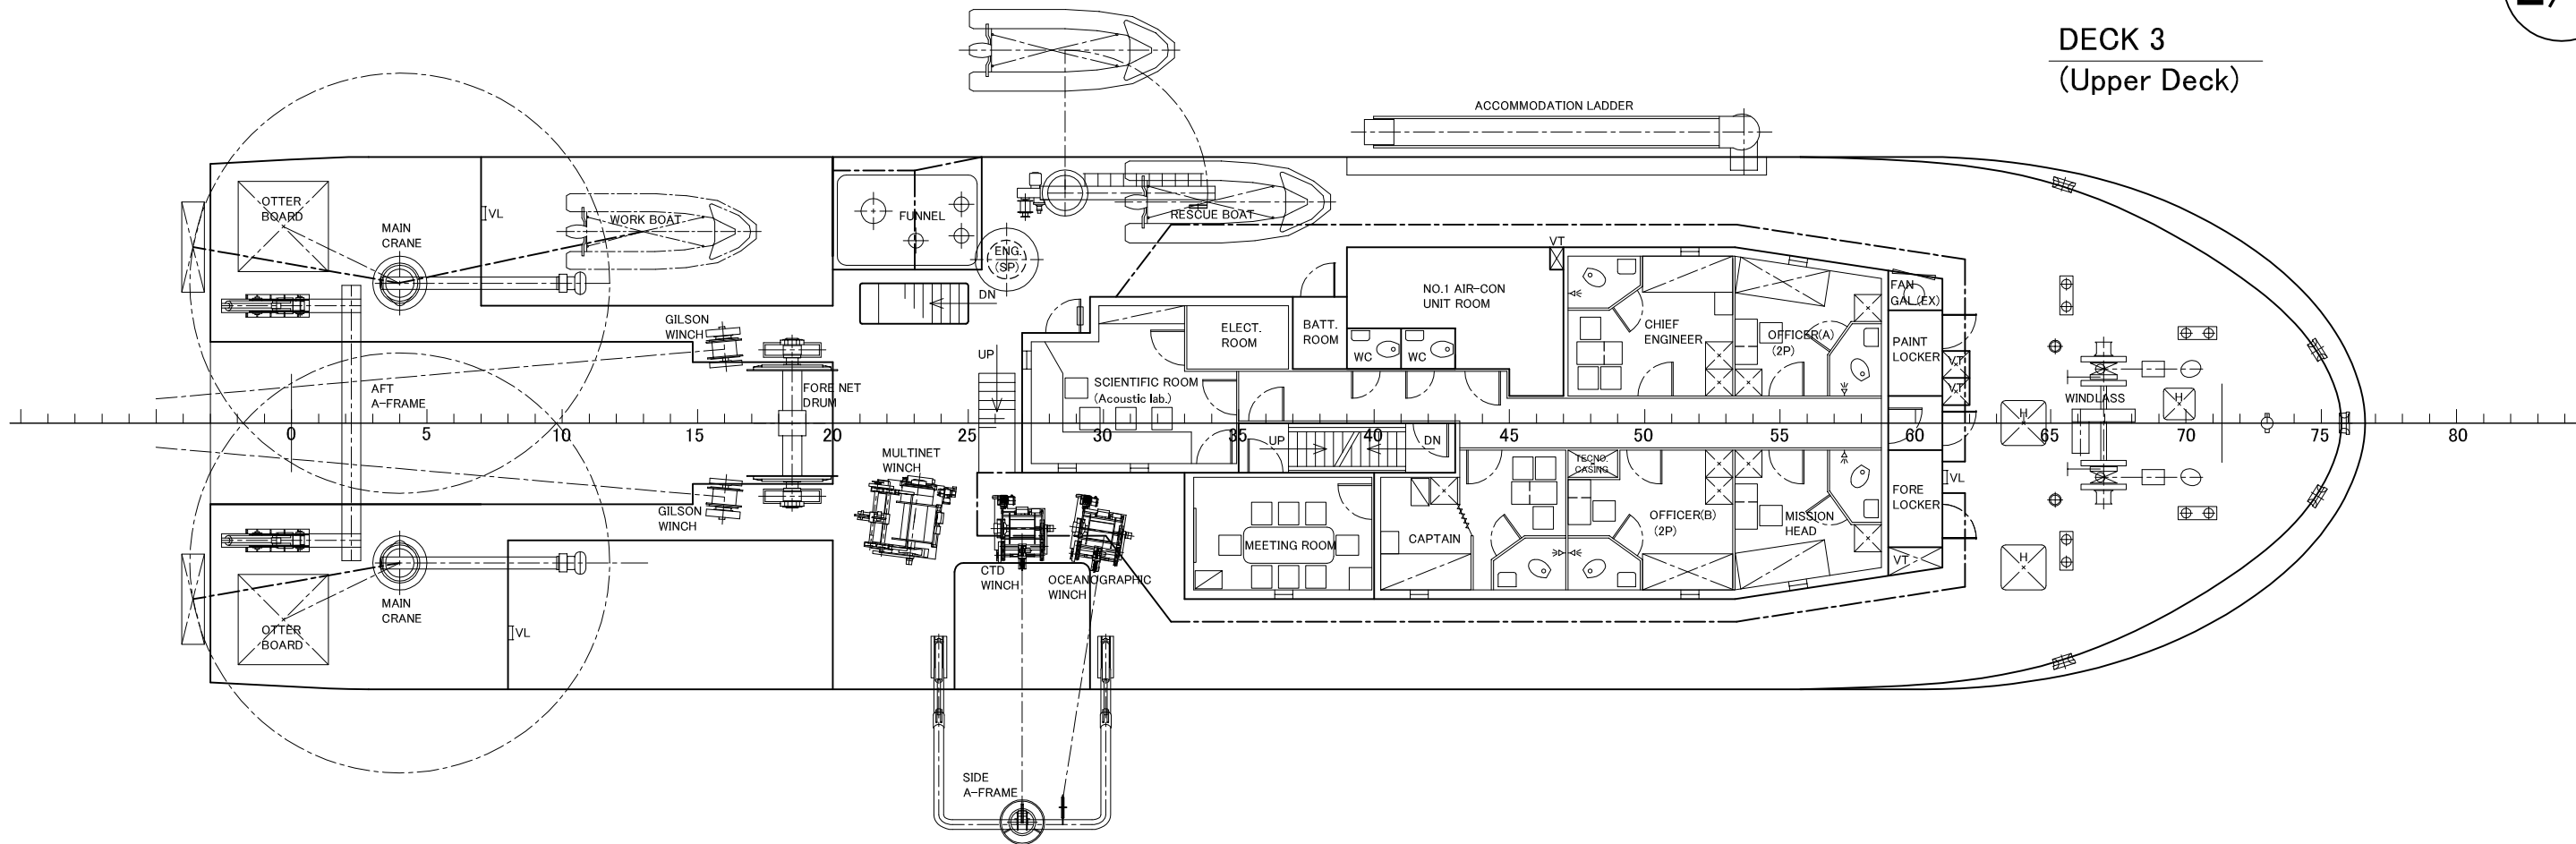 DECK 3
(Upper Deck)
ACCOMMODATION LADDER
OTTER
BOARD
MAIN
CRANE
VL
WORK BOAT
FUNNEL
ENG.
(SP)
RESCUE BOAT
DN
VT
NO.1 AIR-CON
UNIT ROOM
GILSON
WINCH
ELECT.
ROOM
BATT.
ROOM
WC
WC
CHIEF
ENGINEER
OFFICER(A)
(2P)
FAN
GAL.(EX)
PAINT
LOCKER
VT
VT
UP
AFT
A-FRAME
FORE NET
DRUM
SCIENTIFIC ROOM
(Acoustic lab.)
H
WINDLASS
H
0
5
10
15
20
25
30
35
40
45
50
55
60
65
70
75
80
UP
DN
MULTINET
WINCH
TECNO.
CASING
GILSON
WINCH
MEETING ROOM
CAPTAIN
OFFICER(B)
(2P)
MISSION
HEAD
FORE
LOCKER
VL
VT
H
CTD
WINCH
OCEANOGRAPHIC
WINCH
MAIN
CRANE
OTTER
BOARD
VL
SIDE
A-FRAME